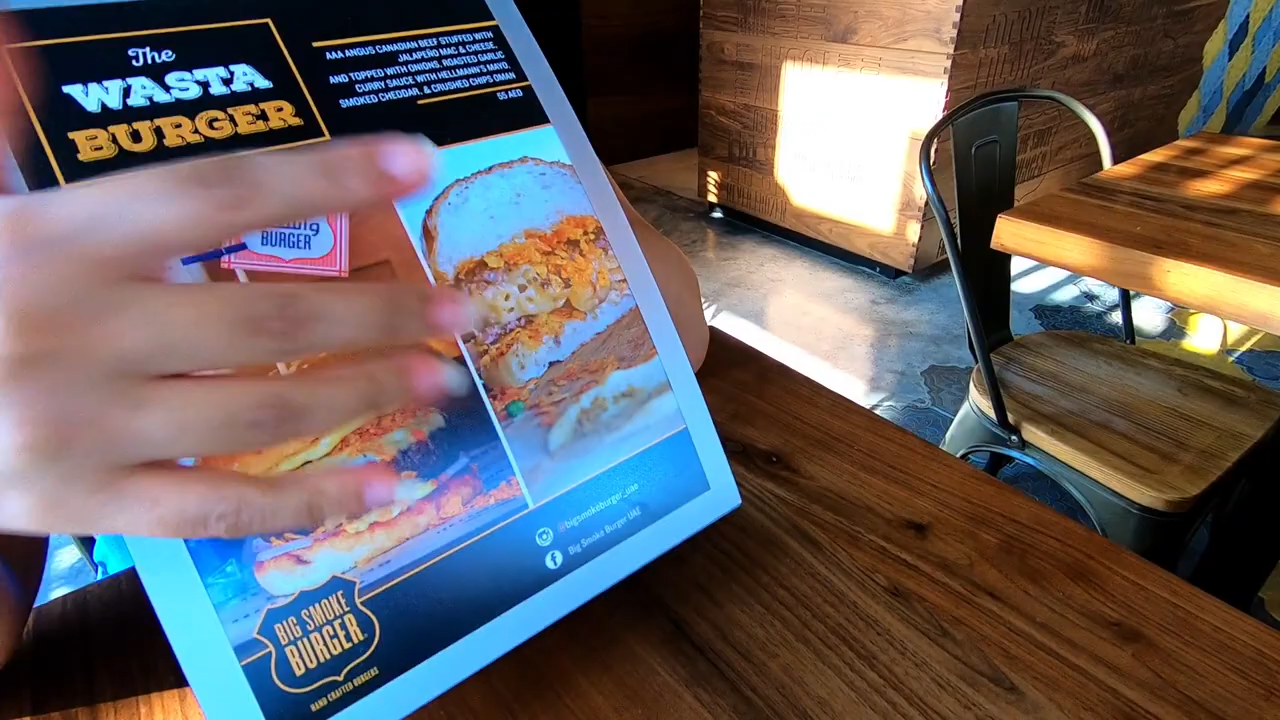 The
WASTA
BURGER
AAA ANGUS CANADIAN BEEF STUFFED WITH
JALAPEÑO MAC & CHEESE,
AND TOPPED WITH ONIONS, ROASTED GARLIC
CURRY SAUCE WITH HELLMANN'S MAYO,
SMOKED CHEDDAR, & CRUSHED CHIPS OMAN
55 AED
BURGER
@bigsmokeburger_uae
Big Smoke Burger UAE
BIG SMOKE
BURGER
HAND CRAFTED BURGERS